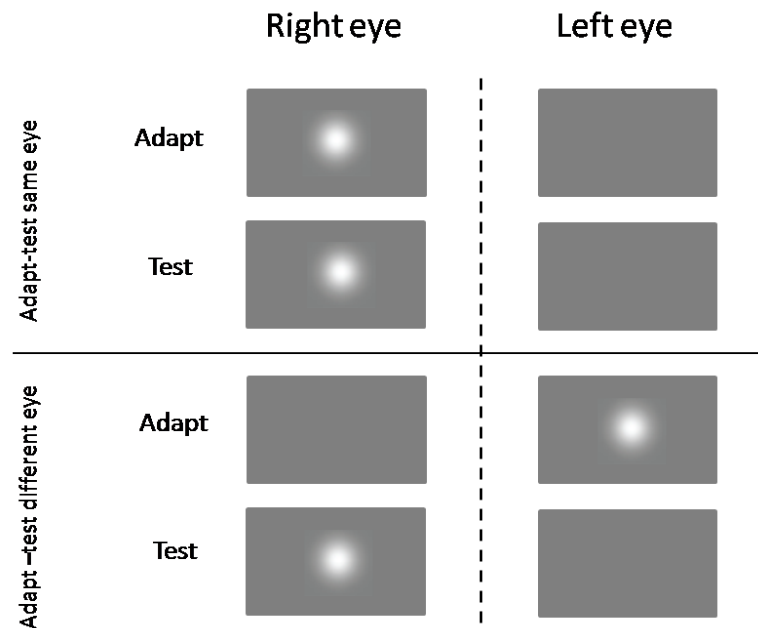 Right eye
Left eye
Adapt-test same eye
Adapt
Test
Adapt –test different eye
Adapt
Test